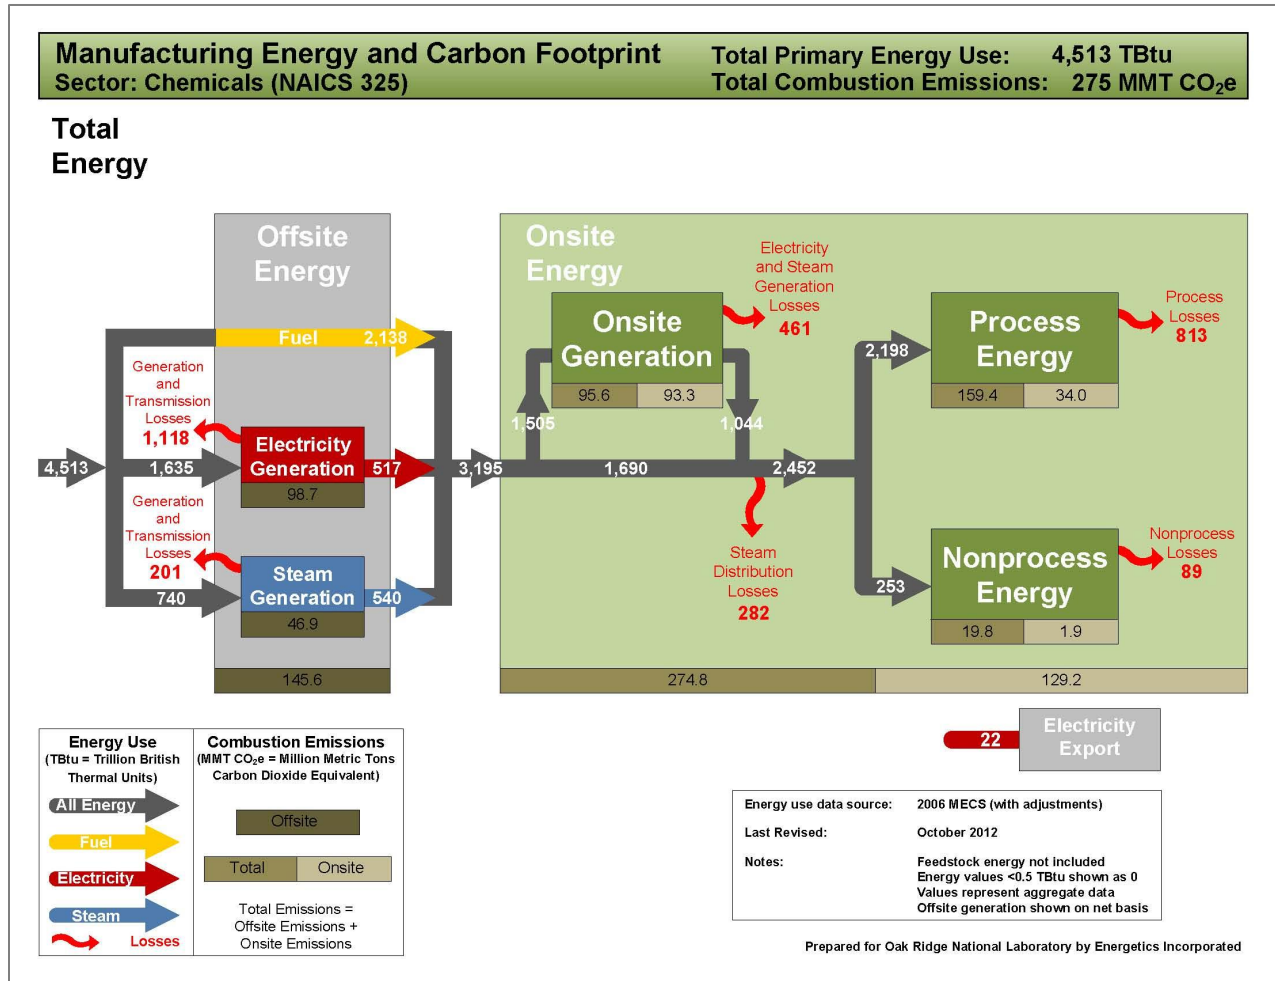 Manufacturing Energy and Carbon Footprint
Sector: Chemicals (NAICS 325)
Total Primary Energy Use: 4,513 TBtu
Total Combustion Emissions: 275 MMT CO₂e
Total
Energy
Offsite
Energy
Fuel 2,138
Generation
and
Transmission
Losses
1,118
Electricity
Generation
98.7
4,513
1,635
517
3,195
Generation
and
Transmission
Losses
201
Steam
Generation
46.9
740
540
145.6
Onsite
Energy
Onsite
Generation
95.6 93.3
Electricity
and Steam
Generation
Losses
461
1,505
1,044
1,690
2,452
Steam
Distribution
Losses
282
2,198
Process
Energy
159.4 34.0
Process
Losses
813
253
Nonprocess
Energy
19.8 1.9
Nonprocess
Losses
89
274.8 129.2
22
Electricity
Export
Energy Use
(TBtu = Trillion British
Thermal Units)
All Energy
Fuel
Electricity
Steam
Losses
Combustion Emissions
(MMT CO₂e = Million Metric Tons
Carbon Dioxide Equivalent)
Offsite
Total Onsite
Total Emissions =
Offsite Emissions +
Onsite Emissions
Energy use data source: 2006 MECS (with adjustments)
Last Revised: October 2012
Notes: Feedstock energy not included
Energy values <0.5 TBtu shown as 0
Values represent aggregate data
Offsite generation shown on net basis
Prepared for Oak Ridge National Laboratory by Energetics Incorporated